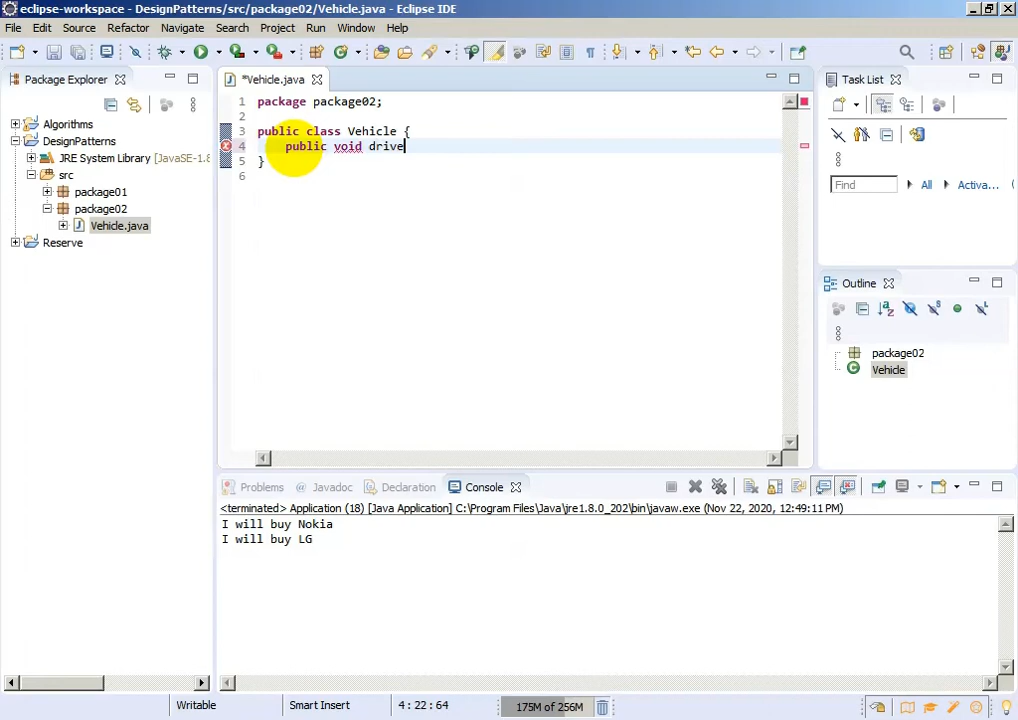 eclipse-workspace - DesignPatterns/src/package02/Vehicle.java - Eclipse IDE
File Edit Source Refactor Navigate Search Project Run Window Help
Package Explorer
*Vehicle.java
Task List
1 package package02;
2
3 public class Vehicle {
4 public void drive
5 }
6
Algorithms
DesignPatterns
JRE System Library [JavaSE-1.8
src
package01
package02
Vehicle.java
Reserve
Find All Activa...
Outline
package02
Vehicle
Problems Javadoc Declaration Console
<terminated> Application (18) [Java Application] C:\Program Files\Java\jre1.8.0_202\bin\javaw.exe (Nov 22, 2020, 12:49:11 PM)
I will buy Nokia
I will buy LG
Writable Smart Insert 4 : 22 : 64 175M of 256M